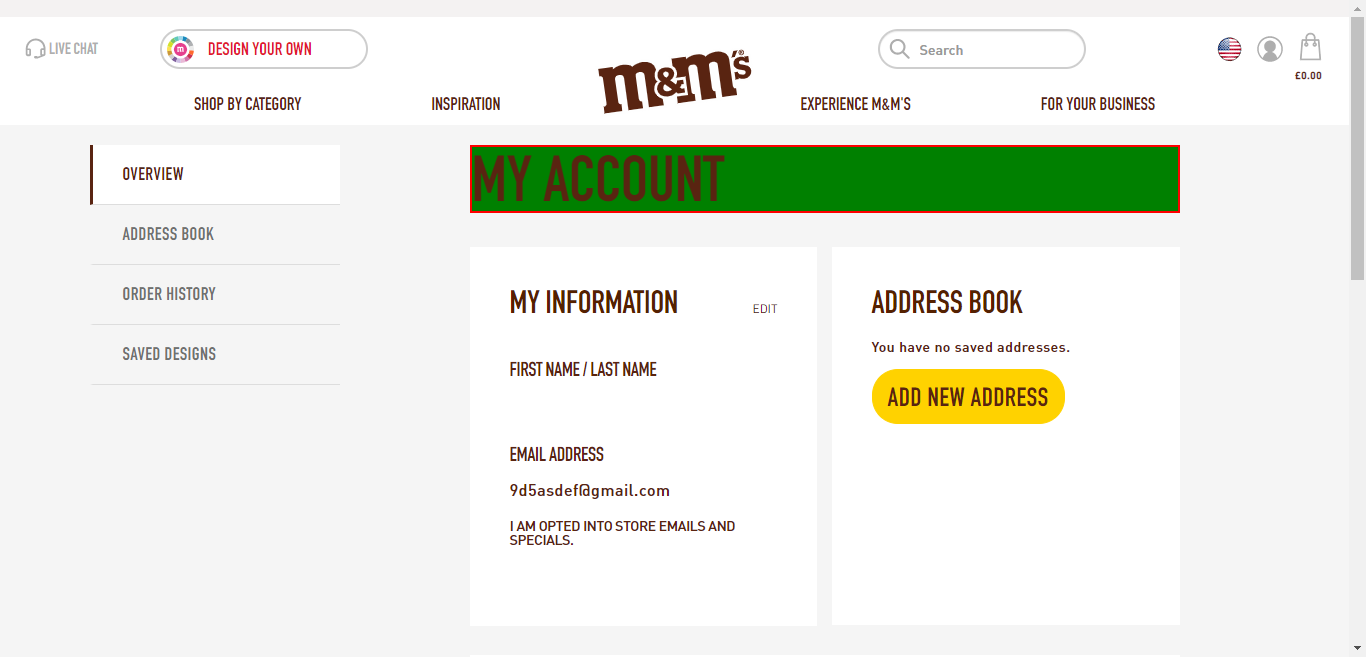 LIVE CHAT
DESIGN YOUR OWN
m&m's
Search
£0.00
SHOP BY CATEGORY
INSPIRATION
EXPERIENCE M&M'S
FOR YOUR BUSINESS
OVERVIEW
ADDRESS BOOK
ORDER HISTORY
SAVED DESIGNS
MY ACCOUNT
MY INFORMATION
EDIT
FIRST NAME / LAST NAME
EMAIL ADDRESS
9d5asdef@gmail.com
I AM OPTED INTO STORE EMAILS AND
SPECIALS.
ADDRESS BOOK
You have no saved addresses.
ADD NEW ADDRESS